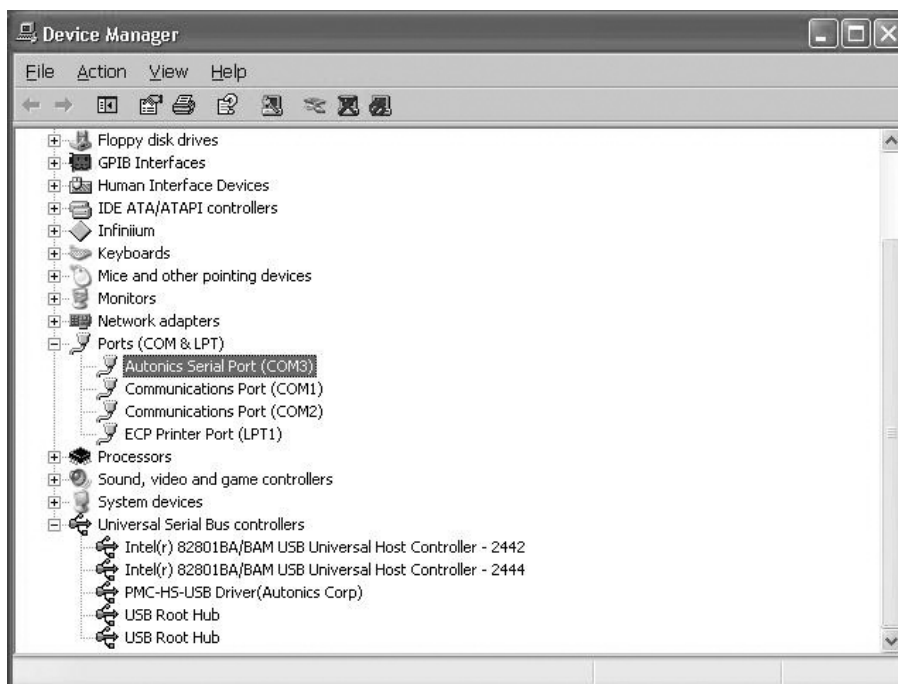 Device Manager
File Action View Help
Floppy disk drives
GPIB Interfaces
Human Interface Devices
IDE ATA/ATAPI controllers
Infiniium
Keyboards
Mice and other pointing devices
Monitors
Network adapters
Ports (COM & LPT)
Autonics Serial Port (COM3)
Communications Port (COM1)
Communications Port (COM2)
ECP Printer Port (LPT1)
Processors
Sound, video and game controllers
System devices
Universal Serial Bus controllers
Intel(r) 82801BA/BAM USB Universal Host Controller - 2442
Intel(r) 82801BA/BAM USB Universal Host Controller - 2444
PMC-HS-USB Driver(Autonics Corp)
USB Root Hub
USB Root Hub